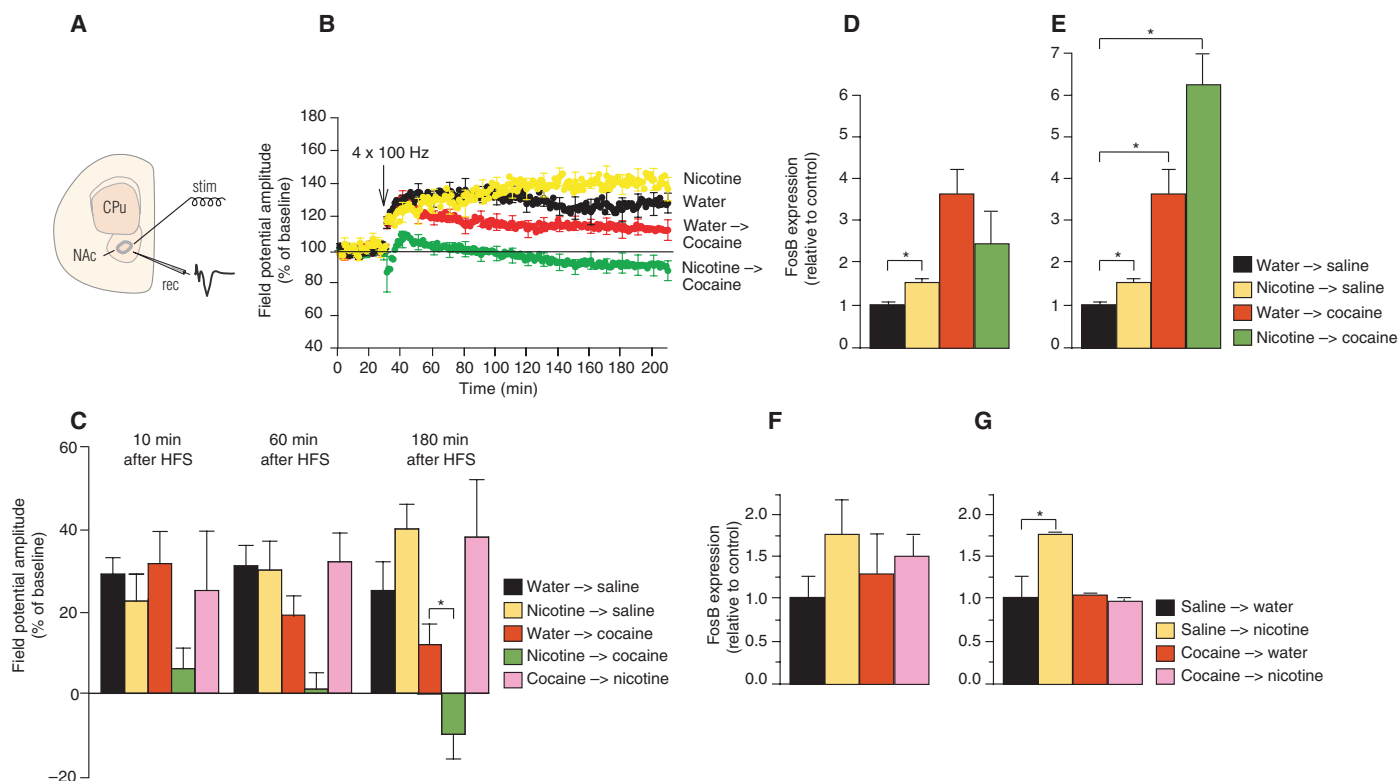 A
CPu
NAc
stim
rec
B
Field potential amplitude
(% of baseline)
180
160
140
120
100
80
60
40
4 x 100 Hz
Nicotine
Water
Water –>
Cocaine
Nicotine –>
Cocaine
0
20
40
60
80
100
120
140
160
180
200
Time (min)
D
FosB expression
(relative to control)
6
5
4
3
2
1
0
*
E
7
6
5
4
3
2
1
0
*
*
*
Water –> saline
Nicotine –> saline
Water –> cocaine
Nicotine –> cocaine
C
Field potential amplitude
(% of baseline)
60
40
20
0
–20
10 min
after HFS
60 min
after HFS
180 min
after HFS
*
Water –> saline
Nicotine –> saline
Water –> cocaine
Nicotine –> cocaine
Cocaine –> nicotine
F
FosB expression
(relative to control)
2.0
1.5
1.0
0.5
0.0
G
2.0
1.5
1.0
0.5
0.0
*
Saline –> water
Saline –> nicotine
Cocaine –> water
Cocaine –> nicotine